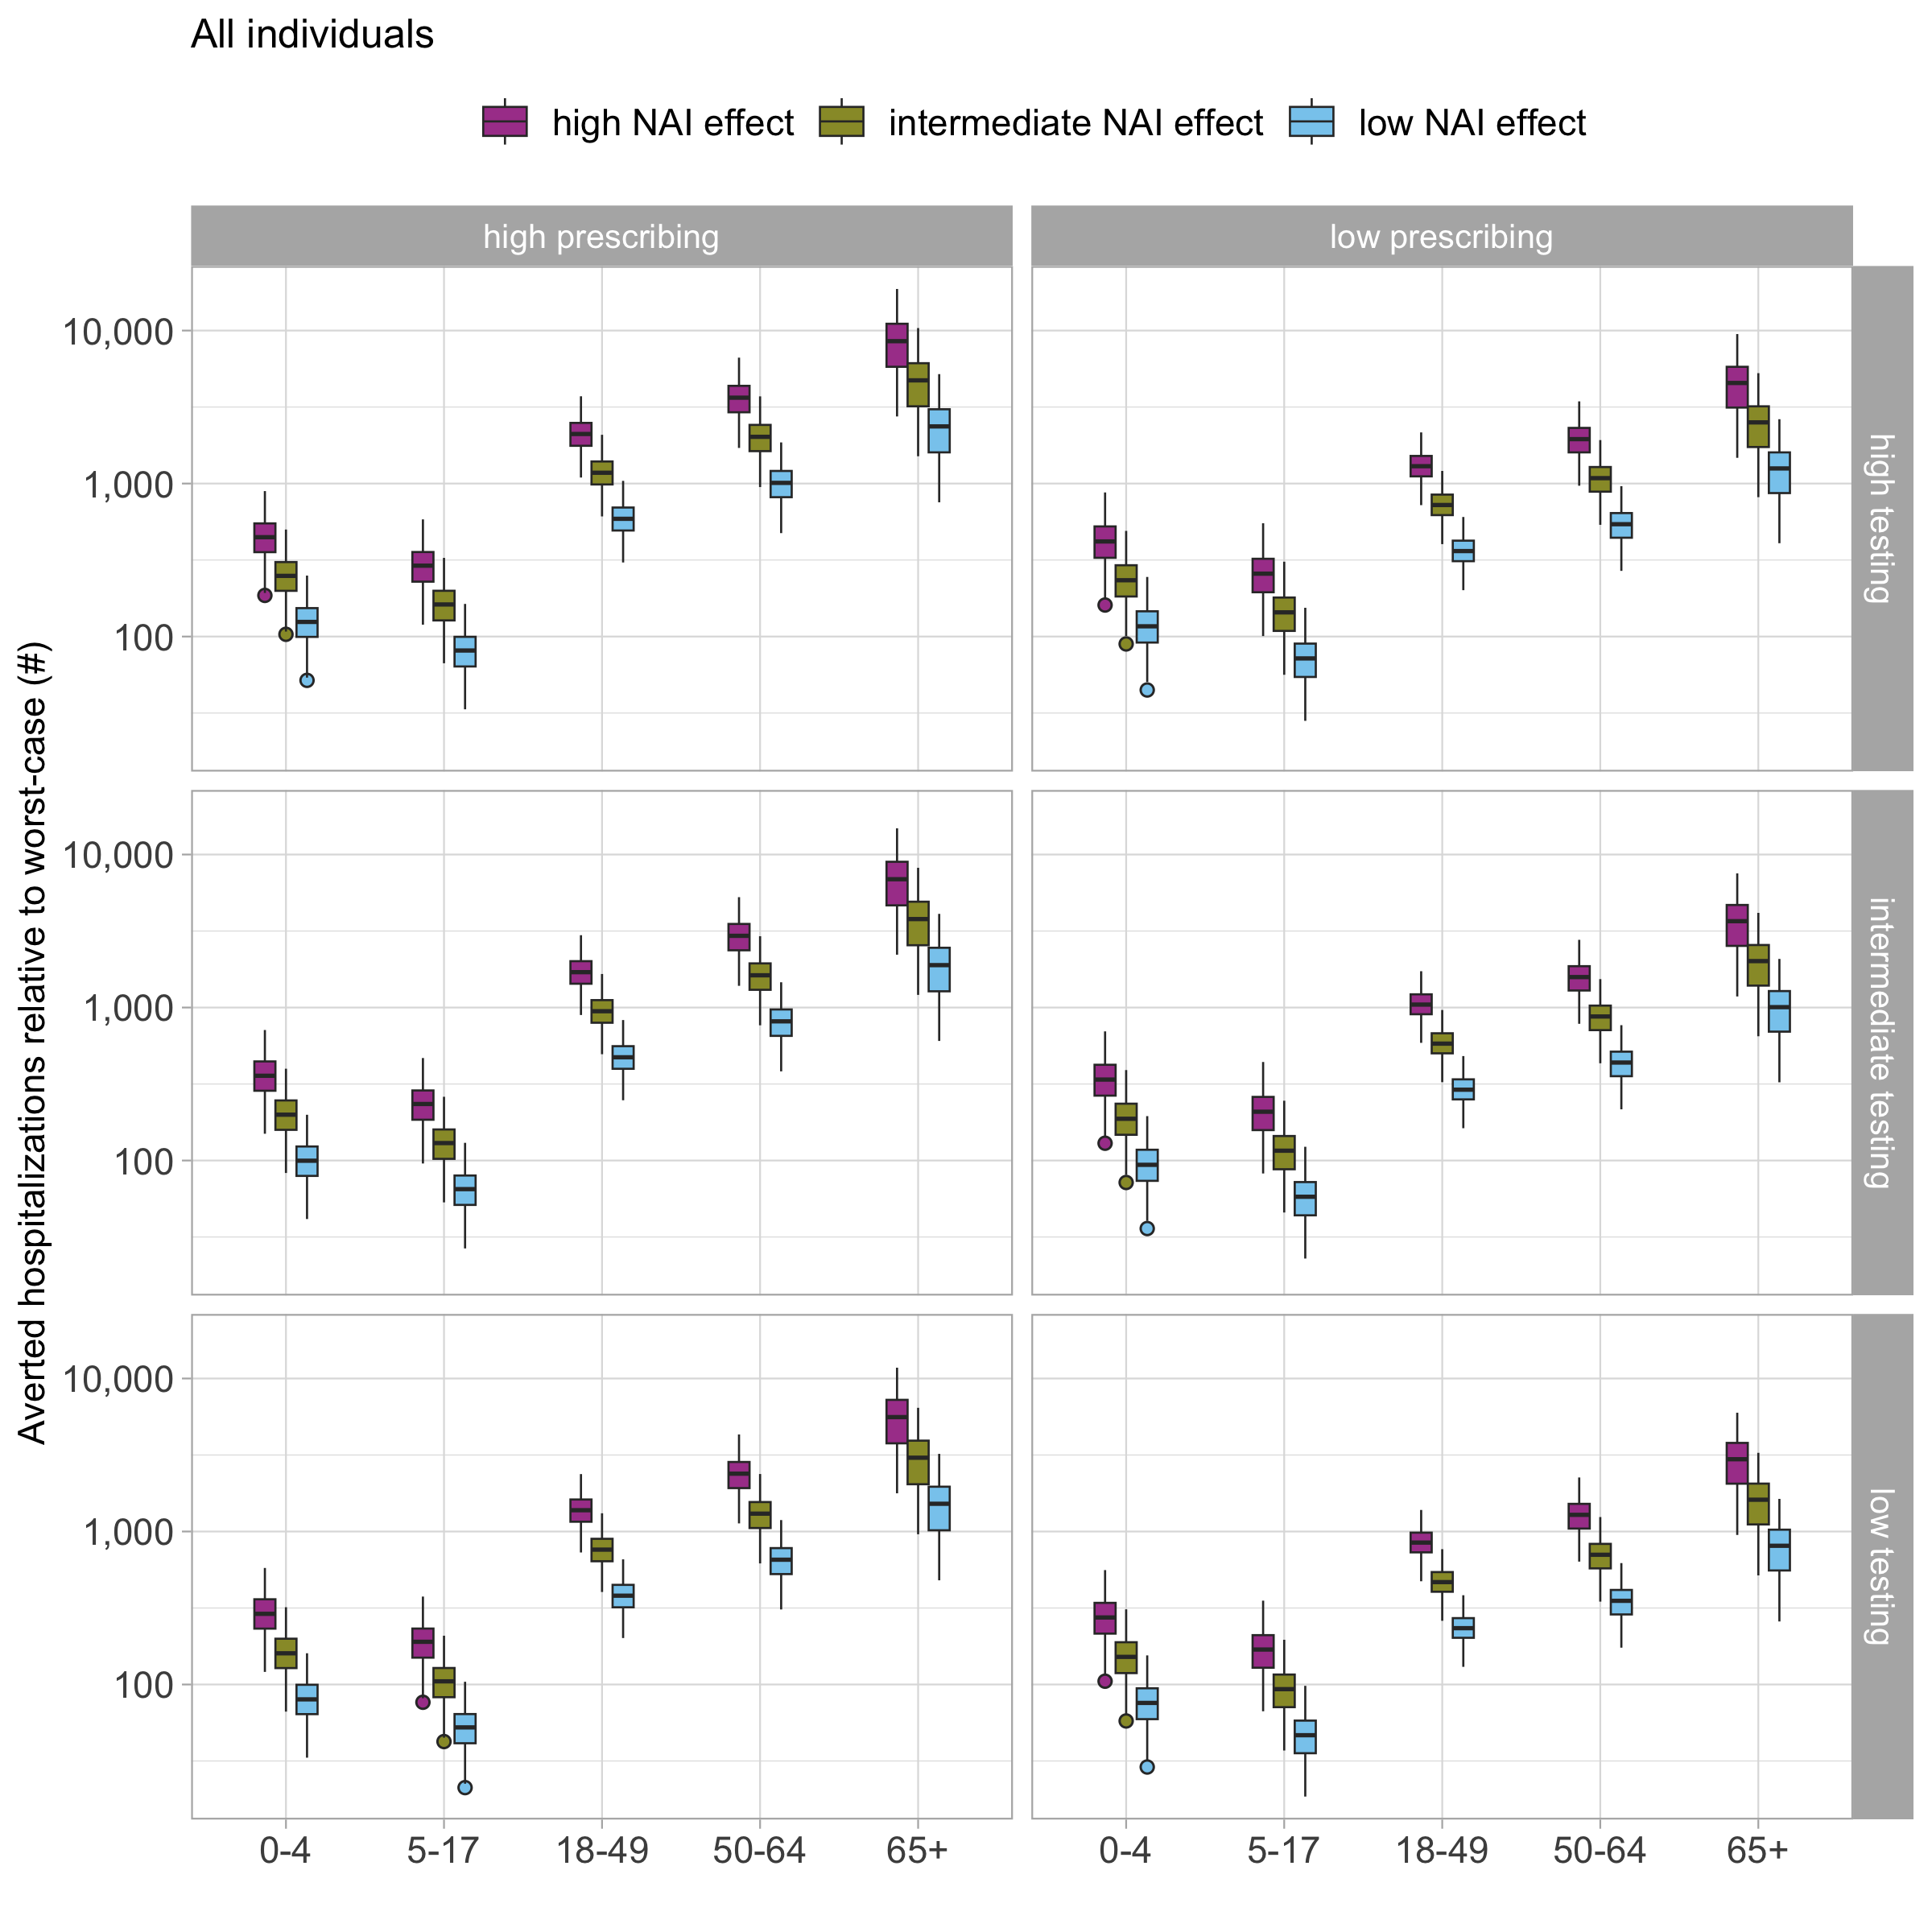 All individuals
high NAI effect intermediate NAI effect low NAI effect
high prescribing low prescribing
Averted hospitalizations relative to worst-case (#)
10,000
1,000
100
high testing
10,000
1,000
100
intermediate testing
10,000
1,000
100
low testing
0-4 5-17 18-49 50-64 65+ 0-4 5-17 18-49 50-64 65+